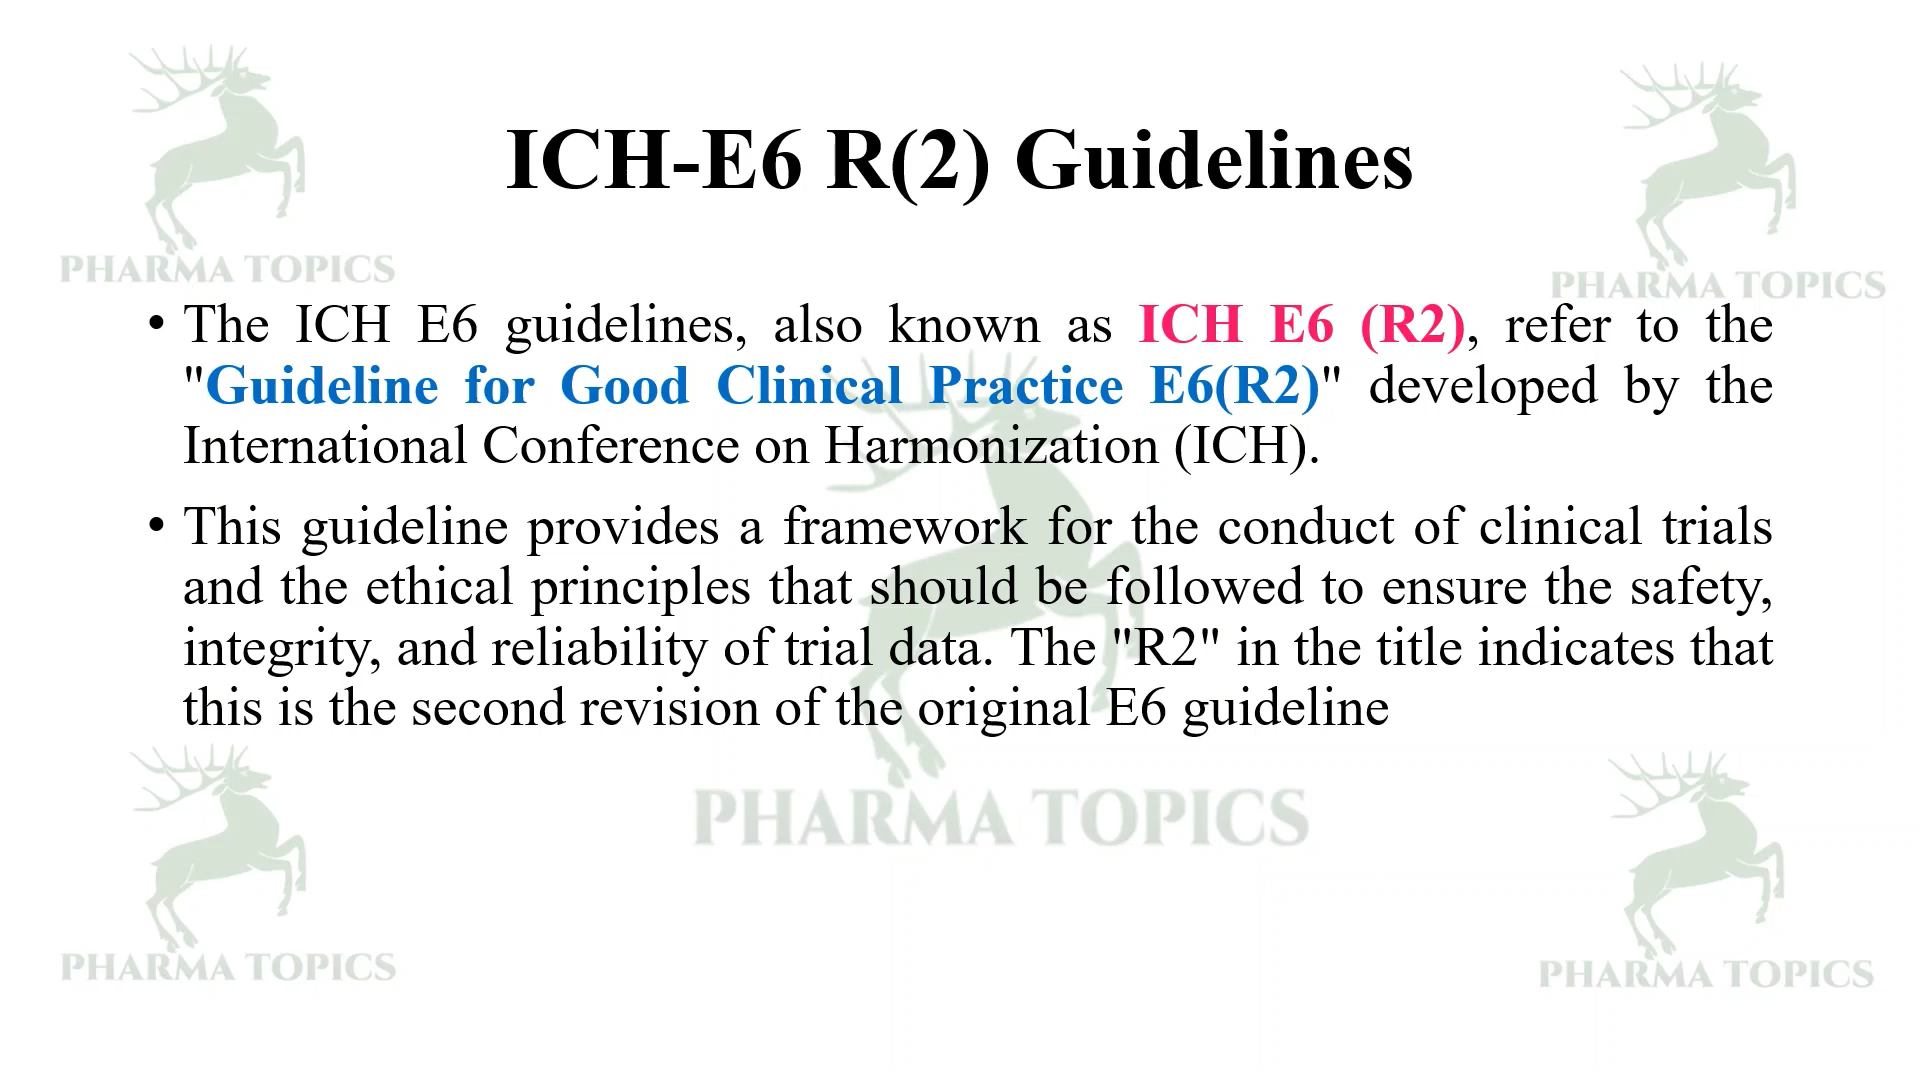 ICH-E6 R(2) Guidelines
PHARMA TOPICS
PHARMA TOPICS
• The ICH E6 guidelines, also known as ICH E6 (R2), refer to the
"Guideline for Good Clinical Practice E6(R2)" developed by the
International Conference on Harmonization (ICH).
• This guideline provides a framework for the conduct of clinical trials
and the ethical principles that should be followed to ensure the safety,
integrity, and reliability of trial data. The "R2" in the title indicates that
this is the second revision of the original E6 guideline
PHARMA TOPICS
PHARMA TOPICS
PHARMA TOPICS